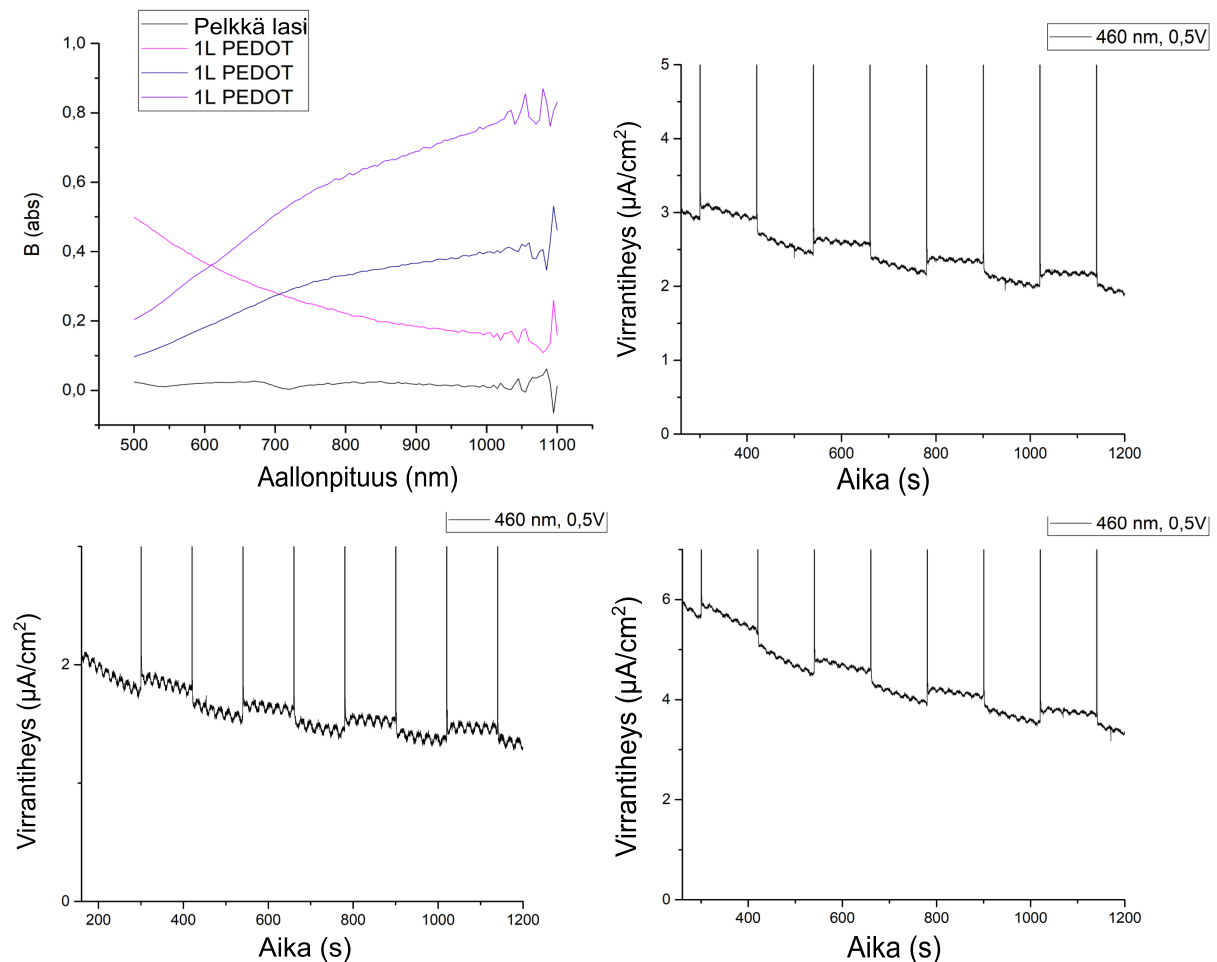 Pelkkä lasi
1L PEDOT
1L PEDOT
1L PEDOT
1,0
0,8
0,6
0,4
0,2
0,0
B (abs)
500 600 700 800 900 1000 1100
Aallonpituus (nm)
460 nm, 0,5V
5
4
3
2
1
0
Virrantiheys (µA/cm²)
400 600 800 1000 1200
Aika (s)
460 nm, 0,5V
2
0
Virrantiheys (µA/cm²)
200 400 600 800 1000 1200
Aika (s)
460 nm, 0,5V
6
4
2
0
Virrantiheys (µA/cm²)
400 600 800 1000 1200
Aika (s)